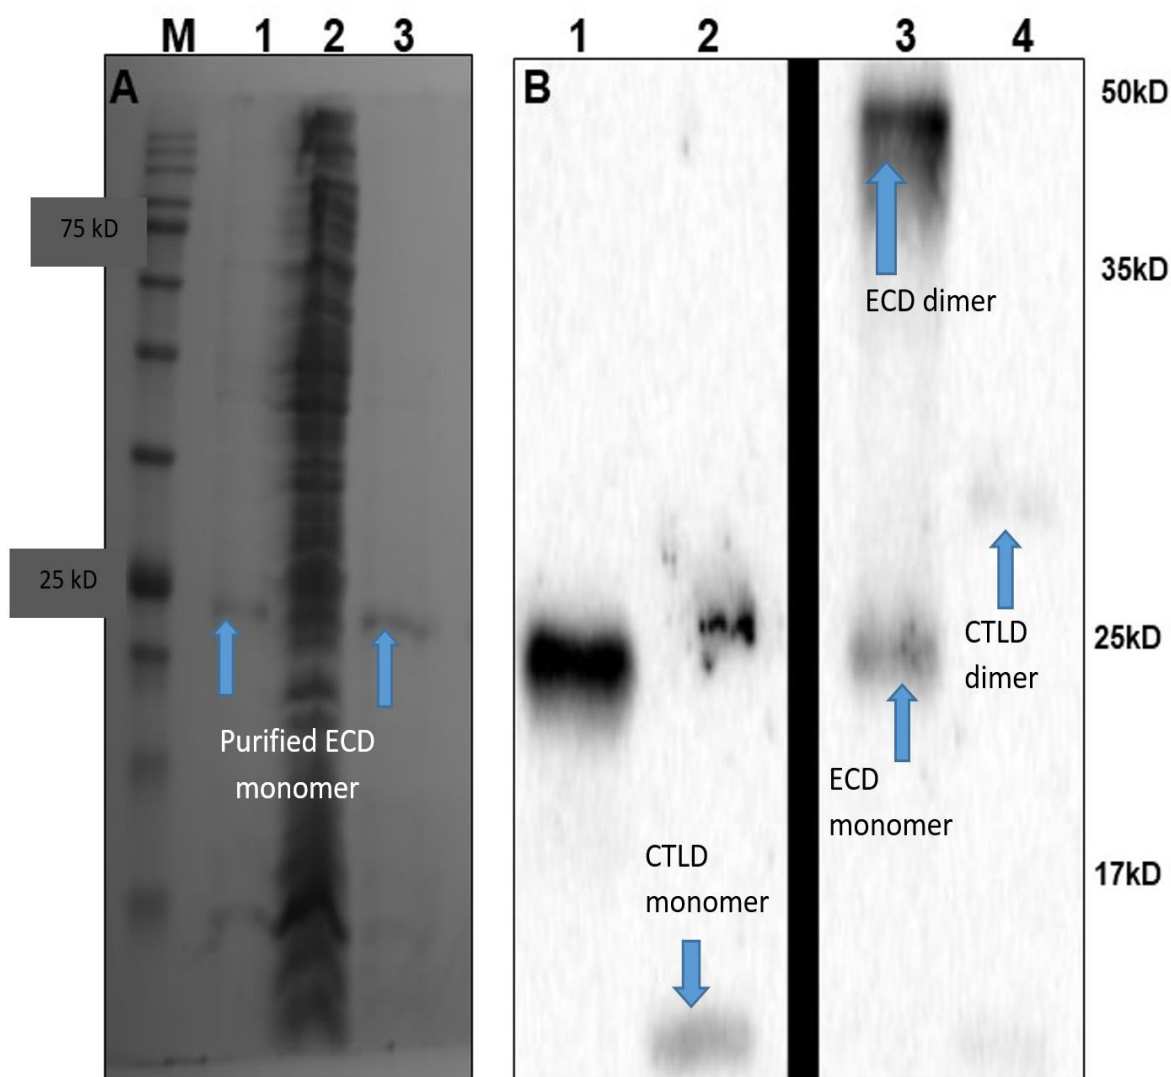 M 1 2 3
A
75 kD
25 kD
Purified ECD
monomer
1 2 3 4
B
50kD
35kD
ECD dimer
CTLD
dimer
25kD
ECD
monomer
17kD
CTLD
monomer